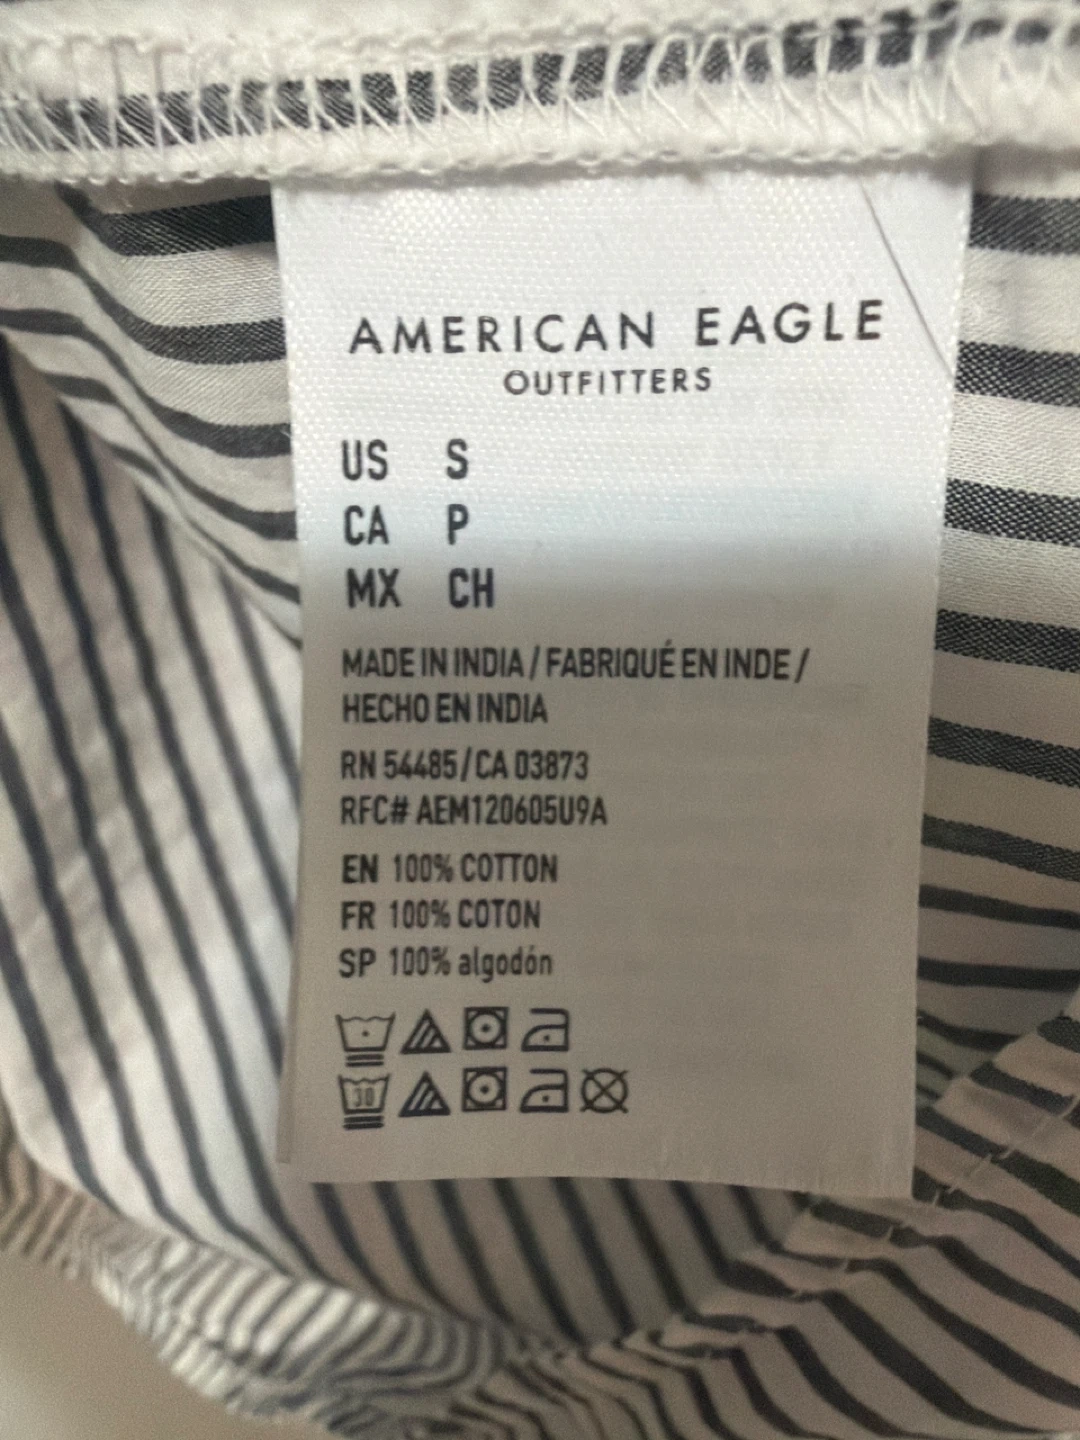 AMERICAN EAGLE
OUTFITTERS
US S
CA P
MX CH
MADE IN INDIA / FABRIQUÉ EN INDE /
HECHO EN INDIA
RN 54485 / CA 03873
RFC# AEM120605U9A
EN 100% COTTON
FR 100% COTON
SP 100% algodón
30